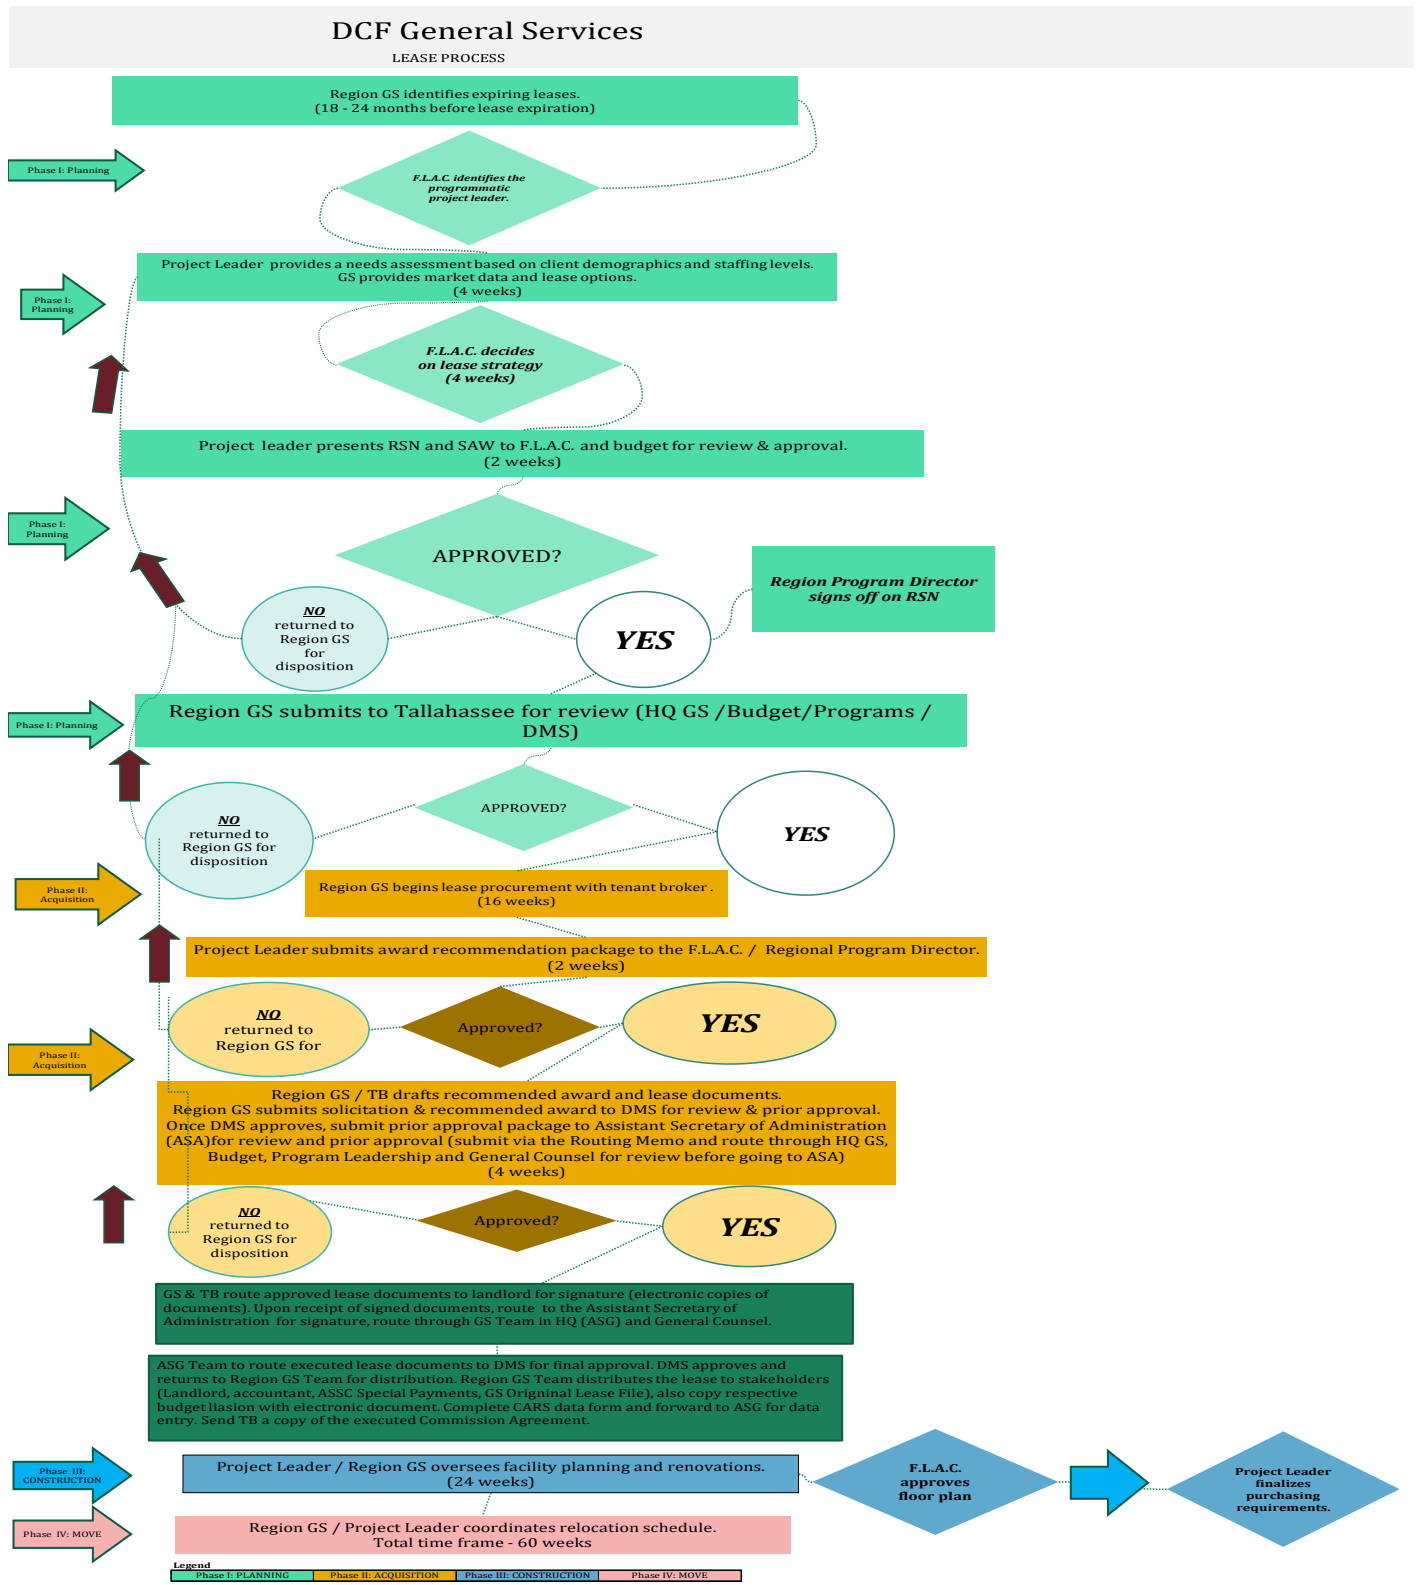 DCF General Services
LEASE PROCESS
Region GS identifies expiring leases.
(18 - 24 months before lease expiration)
Phase I: Planning
F.L.A.C. identifies the
programmatic
project leader.
Project Leader provides a needs assessment based on client demographics and staffing levels.
GS provides market data and lease options.
(4 weeks)
Phase I:
Planning
F.L.A.C. decides
on lease strategy
(4 weeks)
Project leader presents RSN and SAW to F.L.A.C. and budget for review & approval.
(2 weeks)
Phase I:
Planning
APPROVED?
Region Program Director
signs off on RSN
NO
returned to
Region GS
for
disposition
YES
Phase I: Planning
Region GS submits to Tallahassee for review (HQ GS /Budget/Programs /
DMS)
APPROVED?
NO
returned to
Region GS for
disposition
YES
Phase II:
Acquisition
Region GS begins lease procurement with tenant broker .
(16 weeks)
Project Leader submits award recommendation package to the F.L.A.C. / Regional Program Director.
(2 weeks)
NO
returned to
Region GS for
Approved?
YES
Phase II:
Acquisition
Region GS / TB drafts recommended award and lease documents.
Region GS submits solicitation & recommended award to DMS for review & prior approval.
Once DMS approves, submit prior approval package to Assistant Secretary of Administration
(ASA)for review and prior approval (submit via the Routing Memo and route through HQ GS,
Budget, Program Leadership and General Counsel for review before going to ASA)
(4 weeks)
NO
returned to
Region GS for
disposition
Approved?
YES
GS & TB route approved lease documents to landlord for signature (electronic copies of
documents). Upon receipt of signed documents, route to the Assistant Secretary of
Administration for signature, route through GS Team in HQ (ASG) and General Counsel.
ASG Team to route executed lease documents to DMS for final approval. DMS approves and
returns to Region GS Team for distribution. Region GS Team distributes the lease to stakeholders
(Landlord, accountant, ASSC Special Payments, GS Origninal Lease File), also copy respective
budget liasion with electronic document. Complete CARS data form and forward to ASG for data
entry. Send TB a copy of the executed Commission Agreement.
Phase III:
CONSTRUCTION
Project Leader / Region GS oversees facility planning and renovations.
(24 weeks)
F.L.A.C.
approves
floor plan
Project Leader
finalizes
purchasing
requirements.
Phase IV: MOVE
Region GS / Project Leader coordinates relocation schedule.
Total time frame - 60 weeks
Legend
Phase I: PLANNING
Phase II: ACQUISITION
Phase III: CONSTRUCTION
Phase IV: MOVE